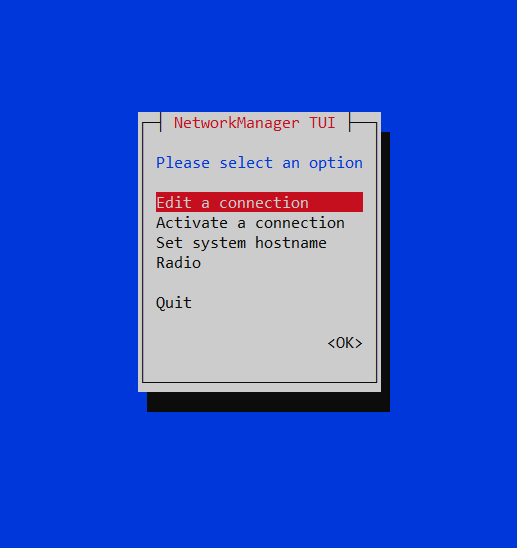 NetworkManager TUI
Please select an option
Edit a connection
Activate a connection
Set system hostname
Radio
Quit
<OK>